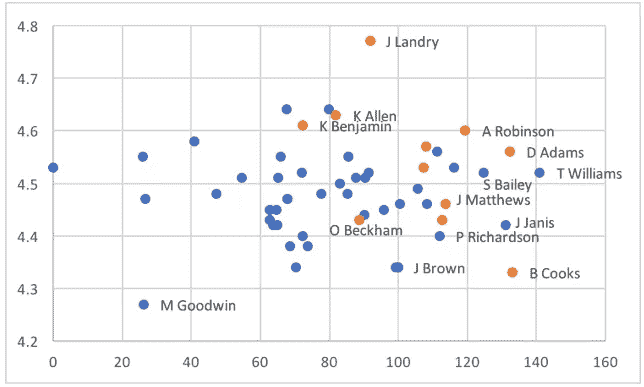 4.8
J Landry
4.7
K Allen
K Benjamin
4.6
A Robinson
D Adams
T Williams
4.5
S Bailey
J Matthews
J Janis
O Beckham
P Richardson
4.4
J Brown
B Cooks
4.3
M Goodwin
4.2
0 20 40 60 80 100 120 140 160